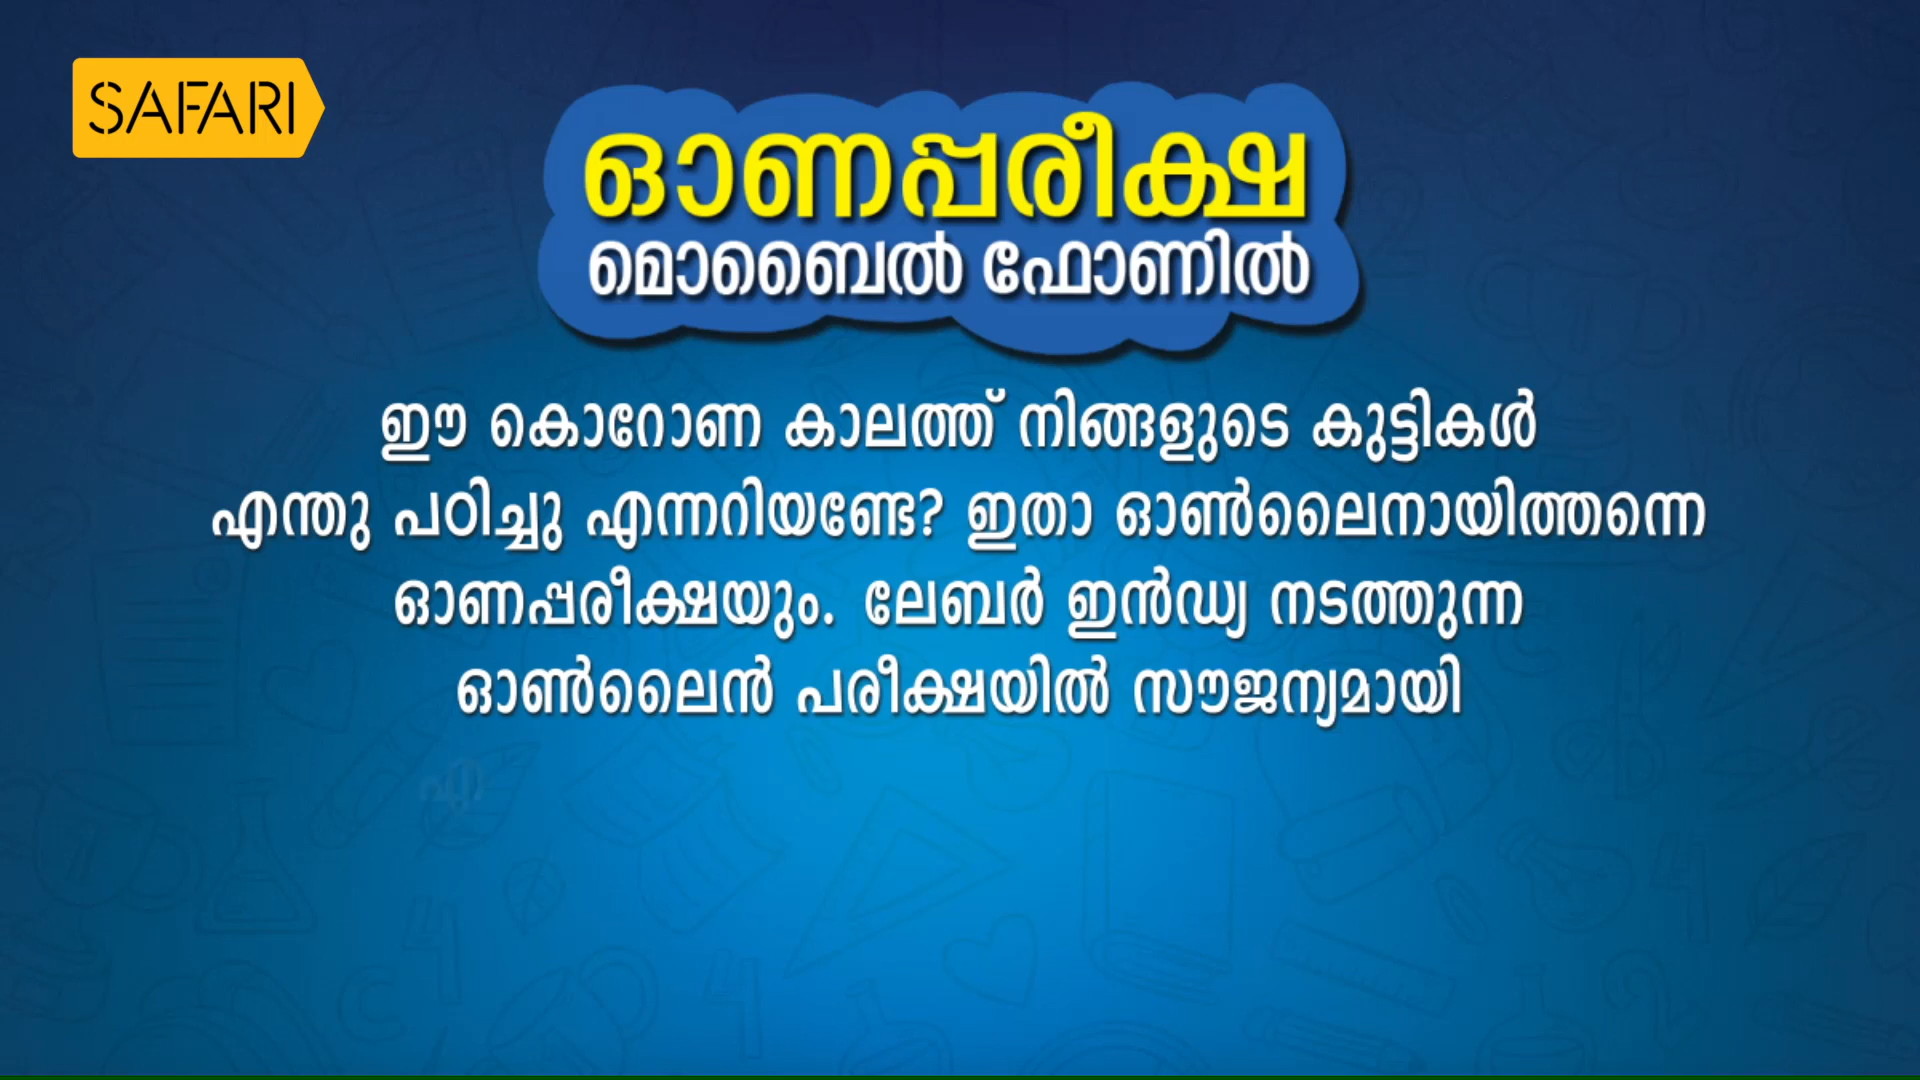 SAFARI
ഓണപ്പരീക്ഷ
മൊബൈൽ ഫോണിൽ
ഈ കൊറോണ കാലത്ത് നിങ്ങളുടെ കുട്ടികൾ
എന്തു പഠിച്ചു എന്നറിയണ്ടേ? ഇതാ ഓൺലൈനായിത്തന്നെ
ഓണപ്പരീക്ഷയും. ലേബർ ഇൻഡ്യ നടത്തുന്ന
ഓൺലൈൻ പരീക്ഷയിൽ സൗജന്യമായി